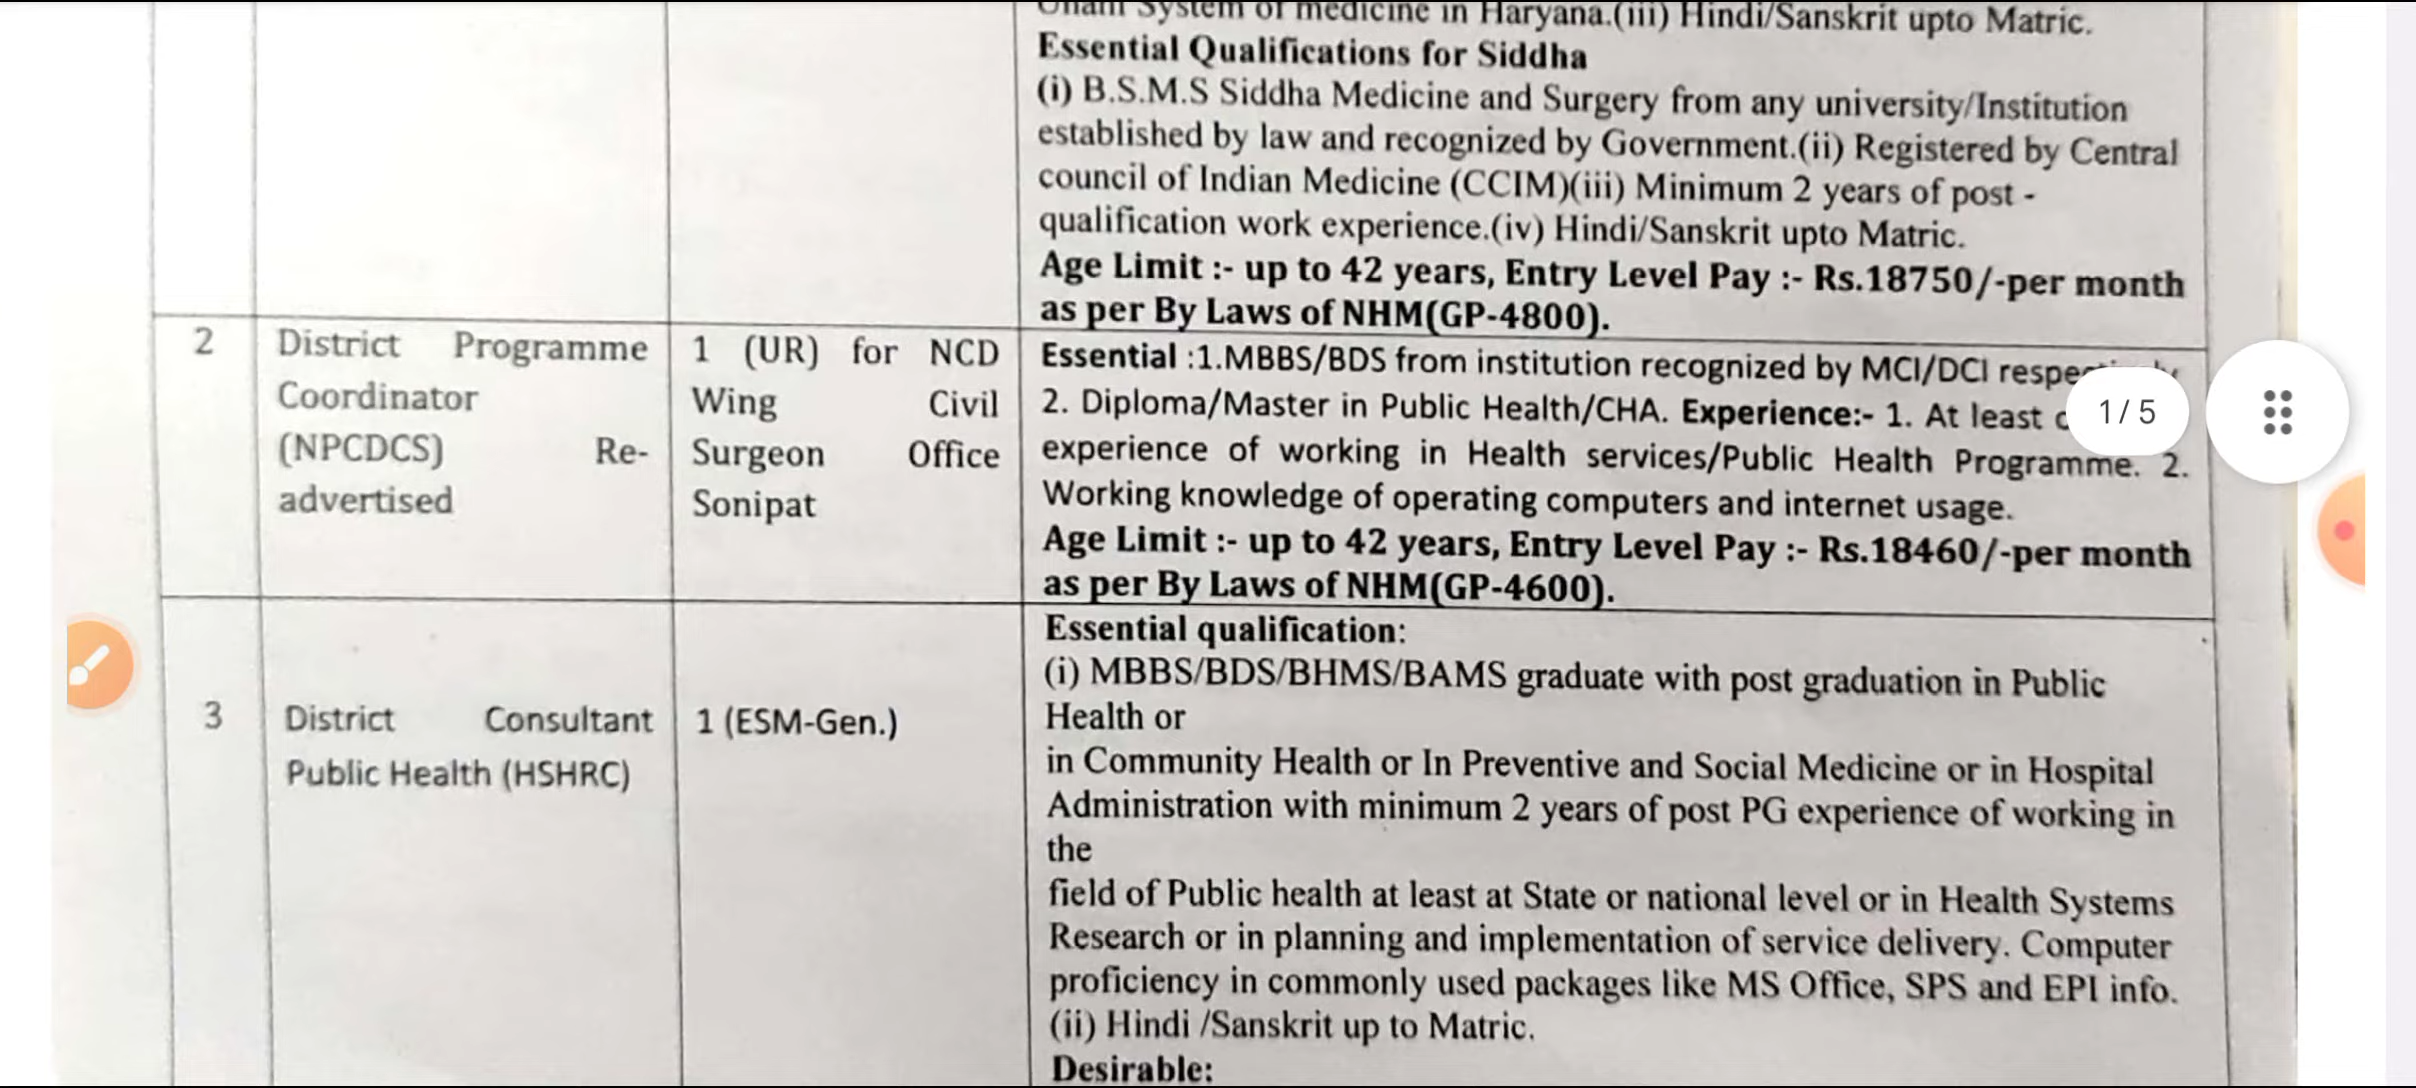 Unani System of medicine in Haryana.(iii) Hindi/Sanskrit upto Matric.
Essential Qualifications for Siddha
(i) B.S.M.S Siddha Medicine and Surgery from any university/Institution
established by law and recognized by Government.(ii) Registered by Central
council of Indian Medicine (CCIM)(iii) Minimum 2 years of post -
qualification work experience.(iv) Hindi/Sanskrit upto Matric.
Age Limit :- up to 42 years, Entry Level Pay :- Rs.18750/-per month
as per By Laws of NHM(GP-4800).
2
District Programme
Coordinator
(NPCDCS) Re-
advertised
1 (UR) for NCD
Wing Civil
Surgeon Office
Sonipat
Essential :1.MBBS/BDS from institution recognized by MCI/DCI
2. Diploma/Master in Public Health/CHA. Experience:- 1. At least
experience of working in Health services/Public Health Programme. 2.
Working knowledge of operating computers and internet usage.
Age Limit :- up to 42 years, Entry Level Pay :- Rs.18460/-per month
as per By Laws of NHM(GP-4600).
1/5
3
District Consultant
Public Health (HSHRC)
1 (ESM-Gen.)
Essential qualification:
(i) MBBS/BDS/BHMS/BAMS graduate with post graduation in Public
Health or
in Community Health or In Preventive and Social Medicine or in Hospital
Administration with minimum 2 years of post PG experience of working in
the
field of Public health at least at State or national level or in Health Systems
Research or in planning and implementation of service delivery. Computer
proficiency in commonly used packages like MS Office, SPS and EPI info.
(ii) Hindi /Sanskrit up to Matric.
Desirable: